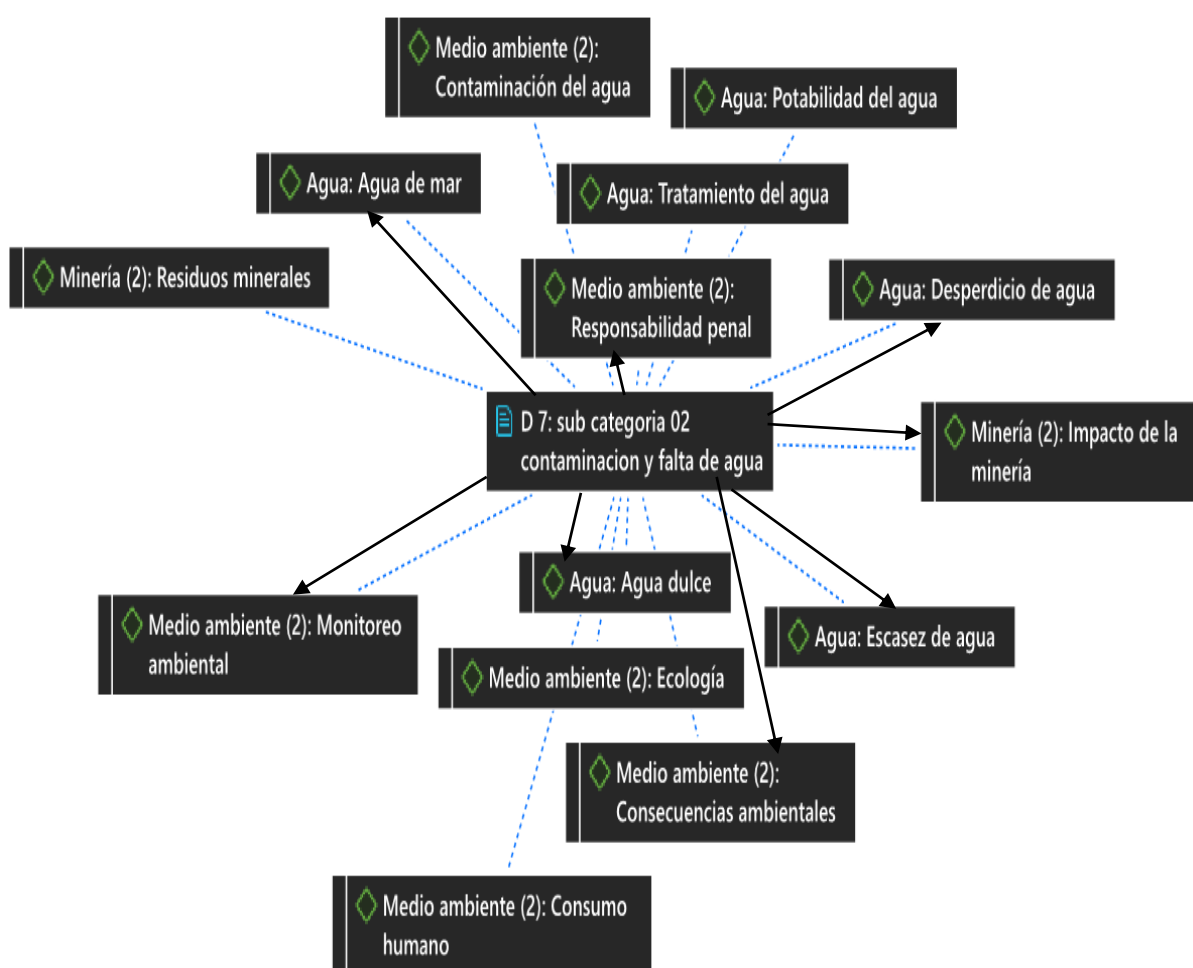 Medio ambiente (2):
Contaminación del agua
Agua: Potabilidad del agua
Agua: Agua de mar
Agua: Tratamiento del agua
Minería (2): Residuos minerales
Medio ambiente (2):
Responsabilidad penal
Agua: Desperdicio de agua
D 7: sub categoria 02
contaminacion y falta de agua
Minería (2): Impacto de la
minería
Agua: Agua dulce
Medio ambiente (2): Monitoreo
ambiental
Agua: Escasez de agua
Medio ambiente (2): Ecología
Medio ambiente (2):
Consecuencias ambientales
Medio ambiente (2): Consumo
humano